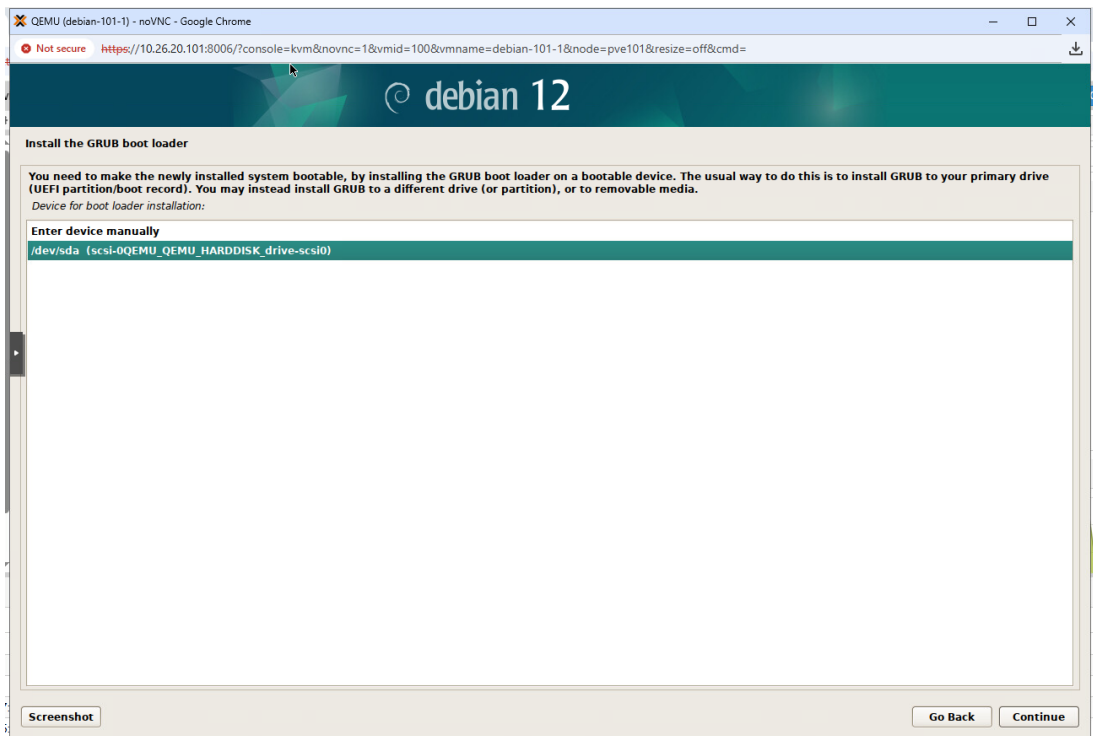 QEMU (debian-101-1) - noVNC - Google Chrome
Not secure https://10.26.20.101:8006/?console=kvm&novnc=1&vmid=100&vmname=debian-101-1&node=pve101&resize=off&cmd=
debian 12
Install the GRUB boot loader
You need to make the newly installed system bootable, by installing the GRUB boot loader on a bootable device. The usual way to do this is to install GRUB to your primary drive
(UEFI partition/boot record). You may instead install GRUB to a different drive (or partition), or to removable media.
Device for boot loader installation:
Enter device manually
/dev/sda (scsi-0QEMU_QEMU_HARDDISK_drive-scsi0)
Screenshot
Go Back
Continue